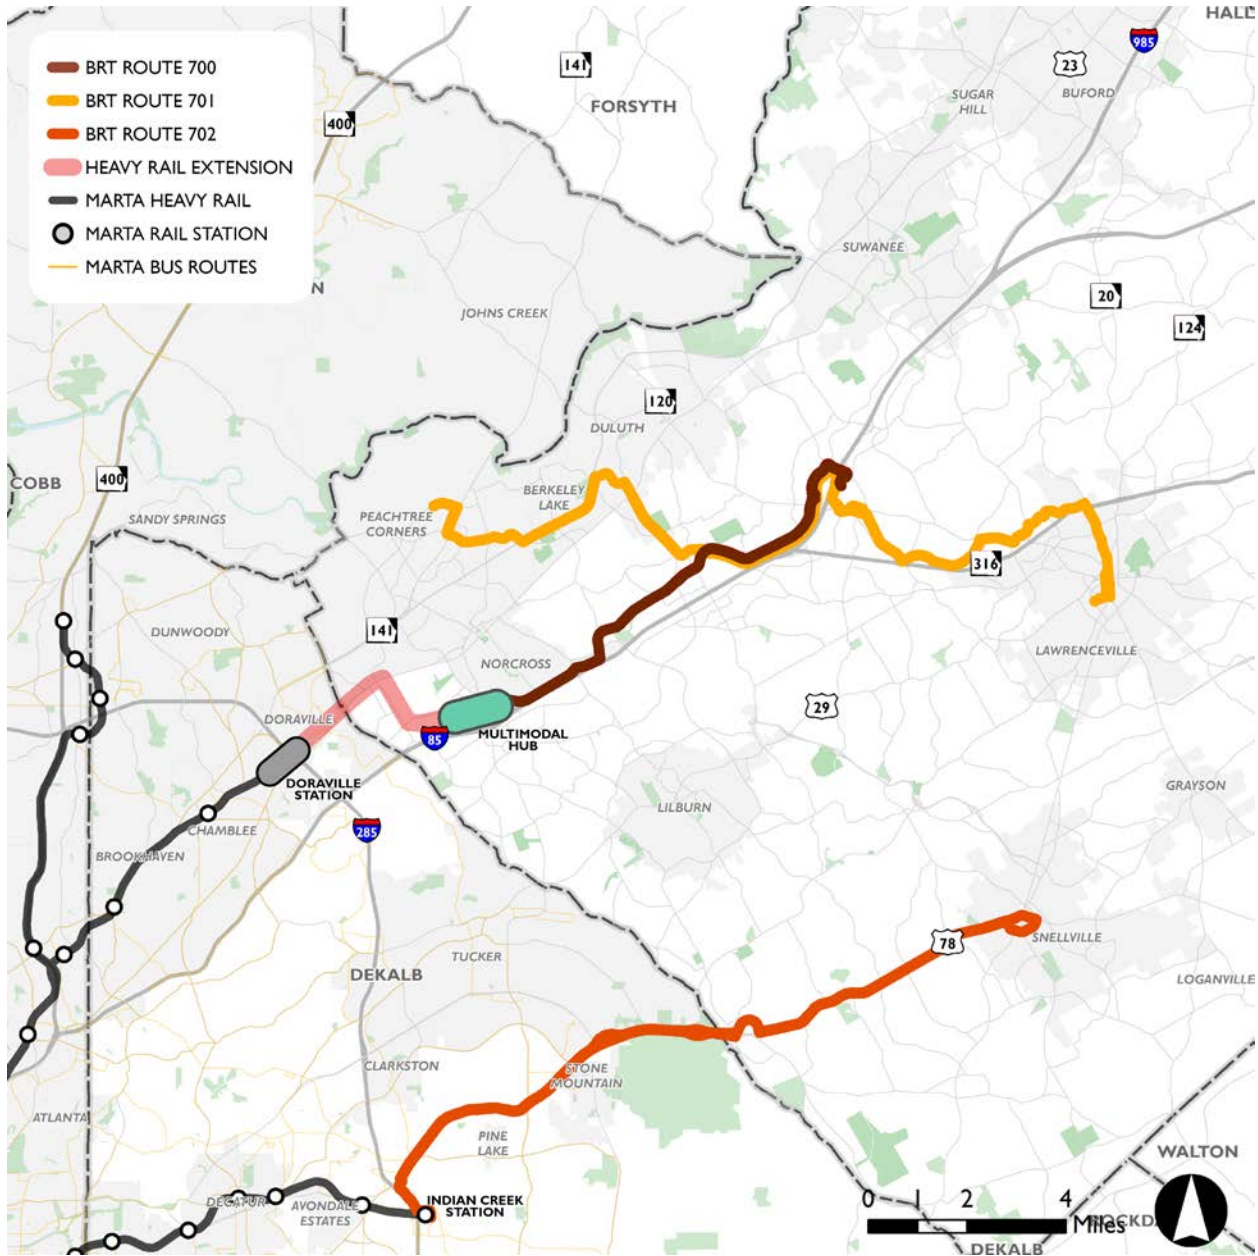 HALL
985
23
BUFORD
SUGAR
HILL
141
FORSYTH
400
BRT ROUTE 700
BRT ROUTE 701
BRT ROUTE 702
HEAVY RAIL EXTENSION
MARTA HEAVY RAIL
MARTA RAIL STATION
MARTA BUS ROUTES
N
SUWANEE
20
124
JOHNS CREEK
120
DULUTH
COBB
400
SANDY SPRINGS
PEACHTREE
CORNERS
BERKELEY
LAKE
316
DUNWOODY
141
NORCROSS
LAWRENCEVILLE
29
DORAVILLE
85
MULTIMODAL
HUB
DORAVILLE
STATION
GRAYSON
LILBURN
CHAMBLEE
285
BROOKHAVEN
78
SNELLVILLE
TUCKER
DEKALB
LOGANVILLE
CLARKSTON
STONE
MOUNTAIN
ATLANTA
PINE
LAKE
WALTON
DECATUR
AVONDALE
ESTATES
INDIAN CREEK
STATION
0 1 2 4
Miles
DEKALB